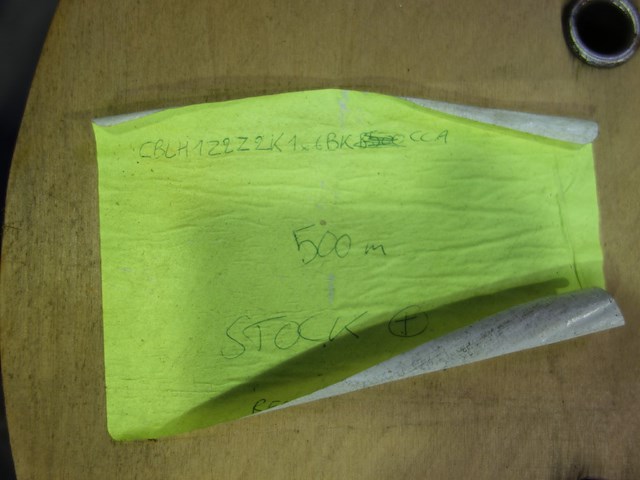 CBLH1Z2Z2K1x6BK CCA
500 m
STOCK +